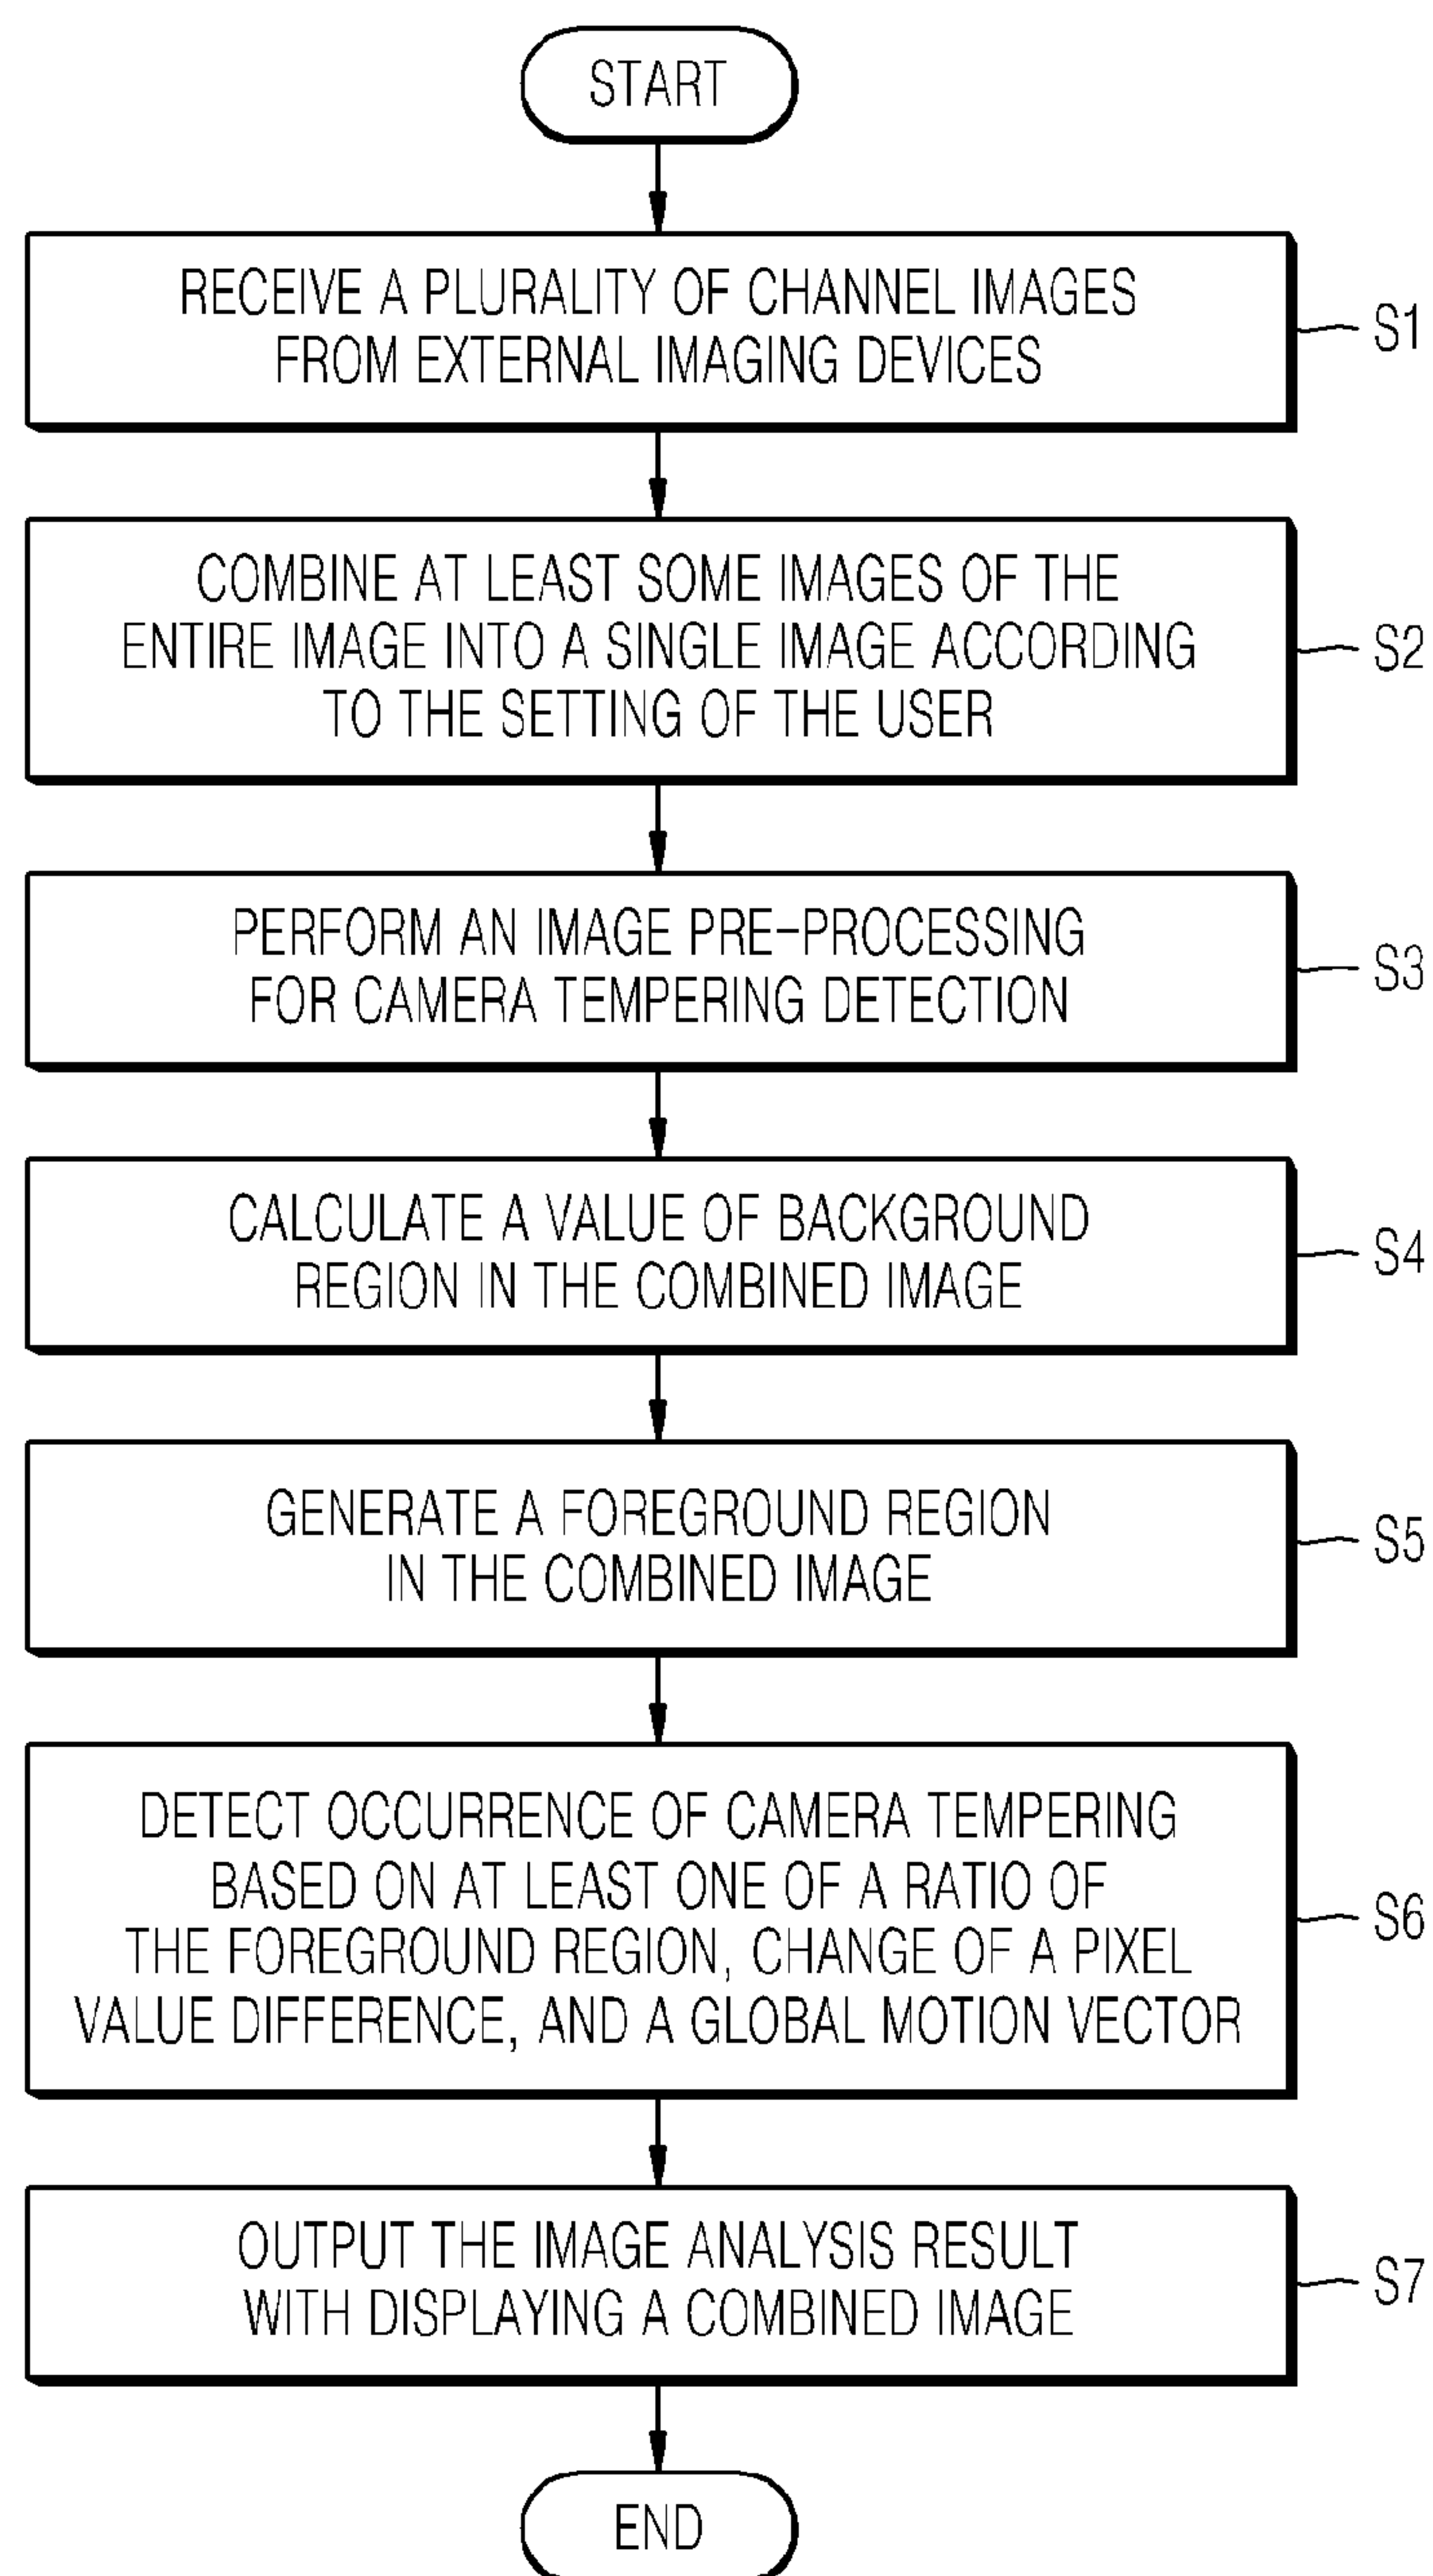 START
RECEIVE A PLURALITY OF CHANNEL IMAGES
FROM EXTERNAL IMAGING DEVICES
S1
COMBINE AT LEAST SOME IMAGES OF THE
ENTIRE IMAGE INTO A SINGLE IMAGE ACCORDING
TO THE SETTING OF THE USER
S2
PERFORM AN IMAGE PRE-PROCESSING
FOR CAMERA TEMPERING DETECTION
S3
CALCULATE A VALUE OF BACKGROUND
REGION IN THE COMBINED IMAGE
S4
GENERATE A FOREGROUND REGION
IN THE COMBINED IMAGE
S5
DETECT OCCURRENCE OF CAMERA TEMPERING
BASED ON AT LEAST ONE OF A RATIO OF
THE FOREGROUND REGION, CHANGE OF A PIXEL
VALUE DIFFERENCE, AND A GLOBAL MOTION VECTOR
S6
OUTPUT THE IMAGE ANALYSIS RESULT
WITH DISPLAYING A COMBINED IMAGE
S7
END